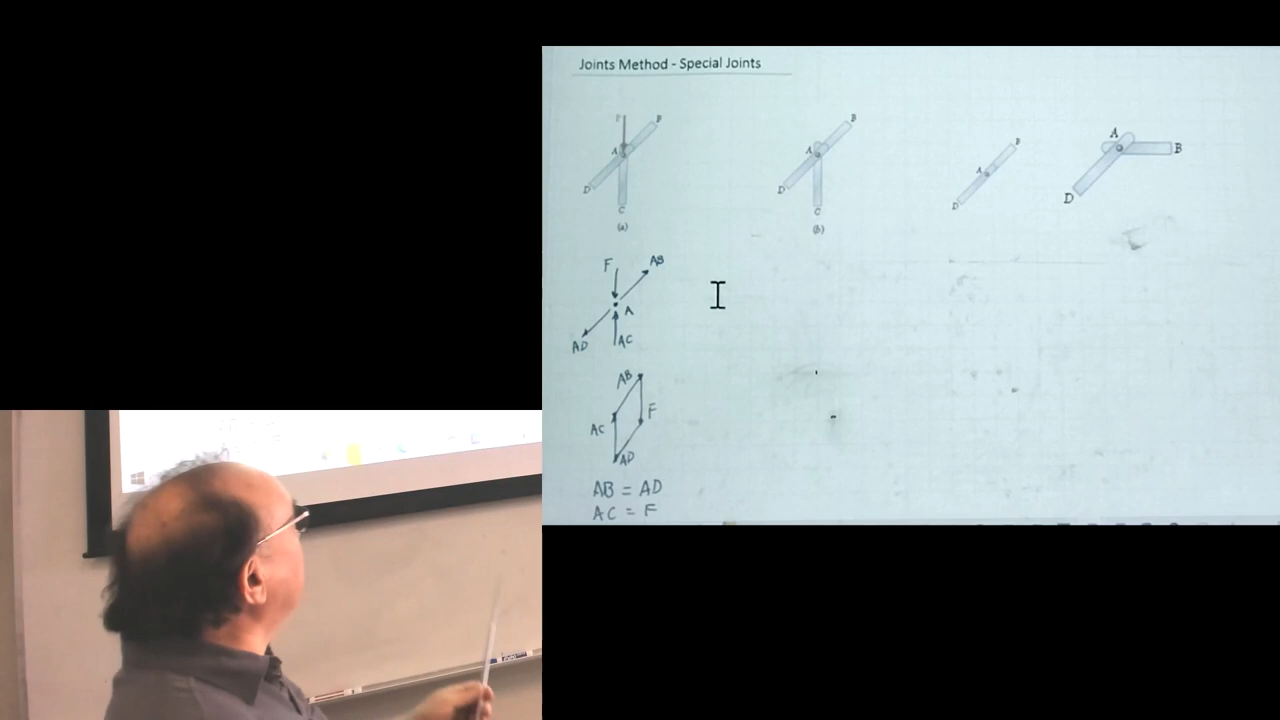 Joints Method - Special Joints
B
A
D
C
(a)
B
A
D
C
(b)
B
A
D
A
B
D
F
AB
A
AD
AC
AB
F
AC
AD
AB = AD
AC = F